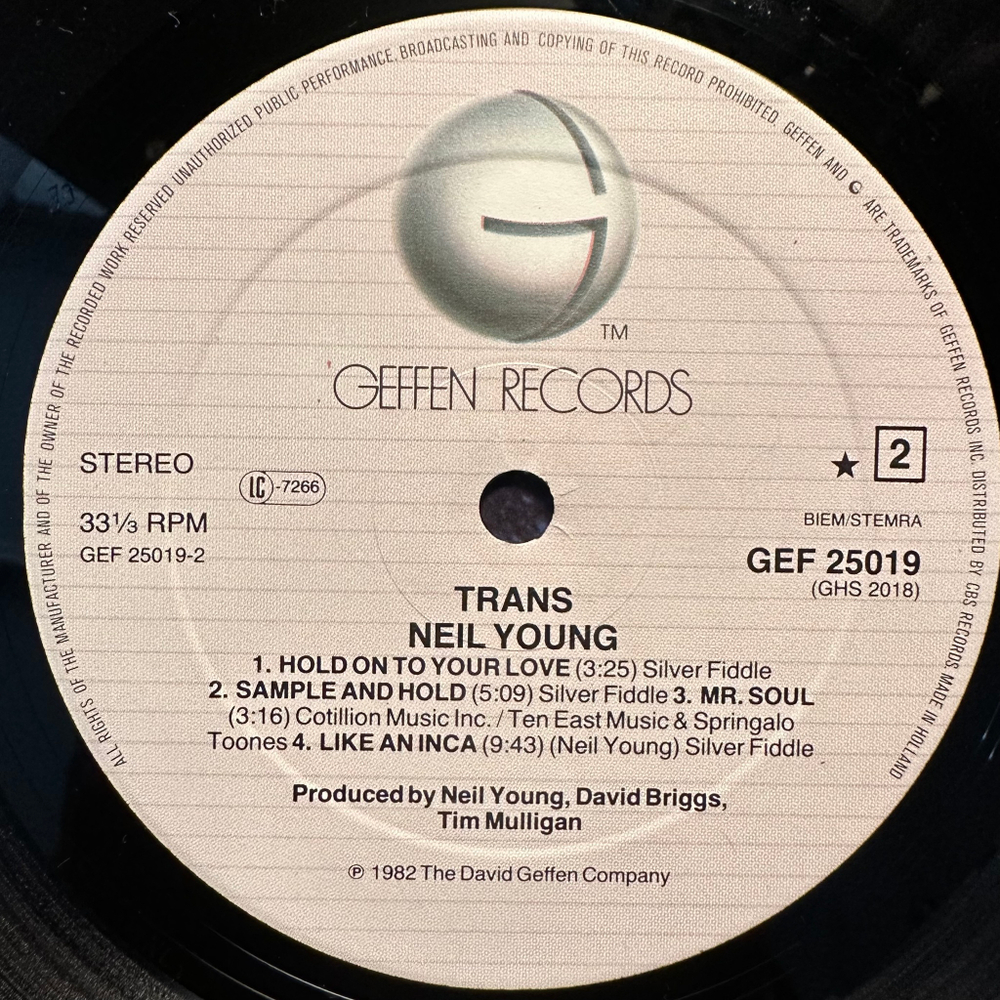 ALL RIGHTS OF THE MANUFACTURER AND OF THE OWNER OF THE RECORDED WORK RESERVED UNAUTHORIZED PUBLIC PERFORMANCE, BROADCASTING AND COPYING OF THIS RECORD PROHIBITED. GEFFEN AND G ARE TRADEMARKS OF GEFFEN RECORDS INC. DISTRIBUTED BY CBS RECORDS. MADE IN HOLLAND
TM
GEFFEN RECORDS
STEREO
LC-7266
★ 2
33⅓ RPM
BIEM/STEMRA
GEF 25019-2
GEF 25019
(GHS 2018)
TRANS
NEIL YOUNG
1. HOLD ON TO YOUR LOVE (3:25) Silver Fiddle
2. SAMPLE AND HOLD (5:09) Silver Fiddle 3. MR. SOUL
(3:16) Cotillion Music Inc. / Ten East Music & Springalo
Toones 4. LIKE AN INCA (9:43) (Neil Young) Silver Fiddle
Produced by Neil Young, David Briggs,
Tim Mulligan
℗ 1982 The David Geffen Company